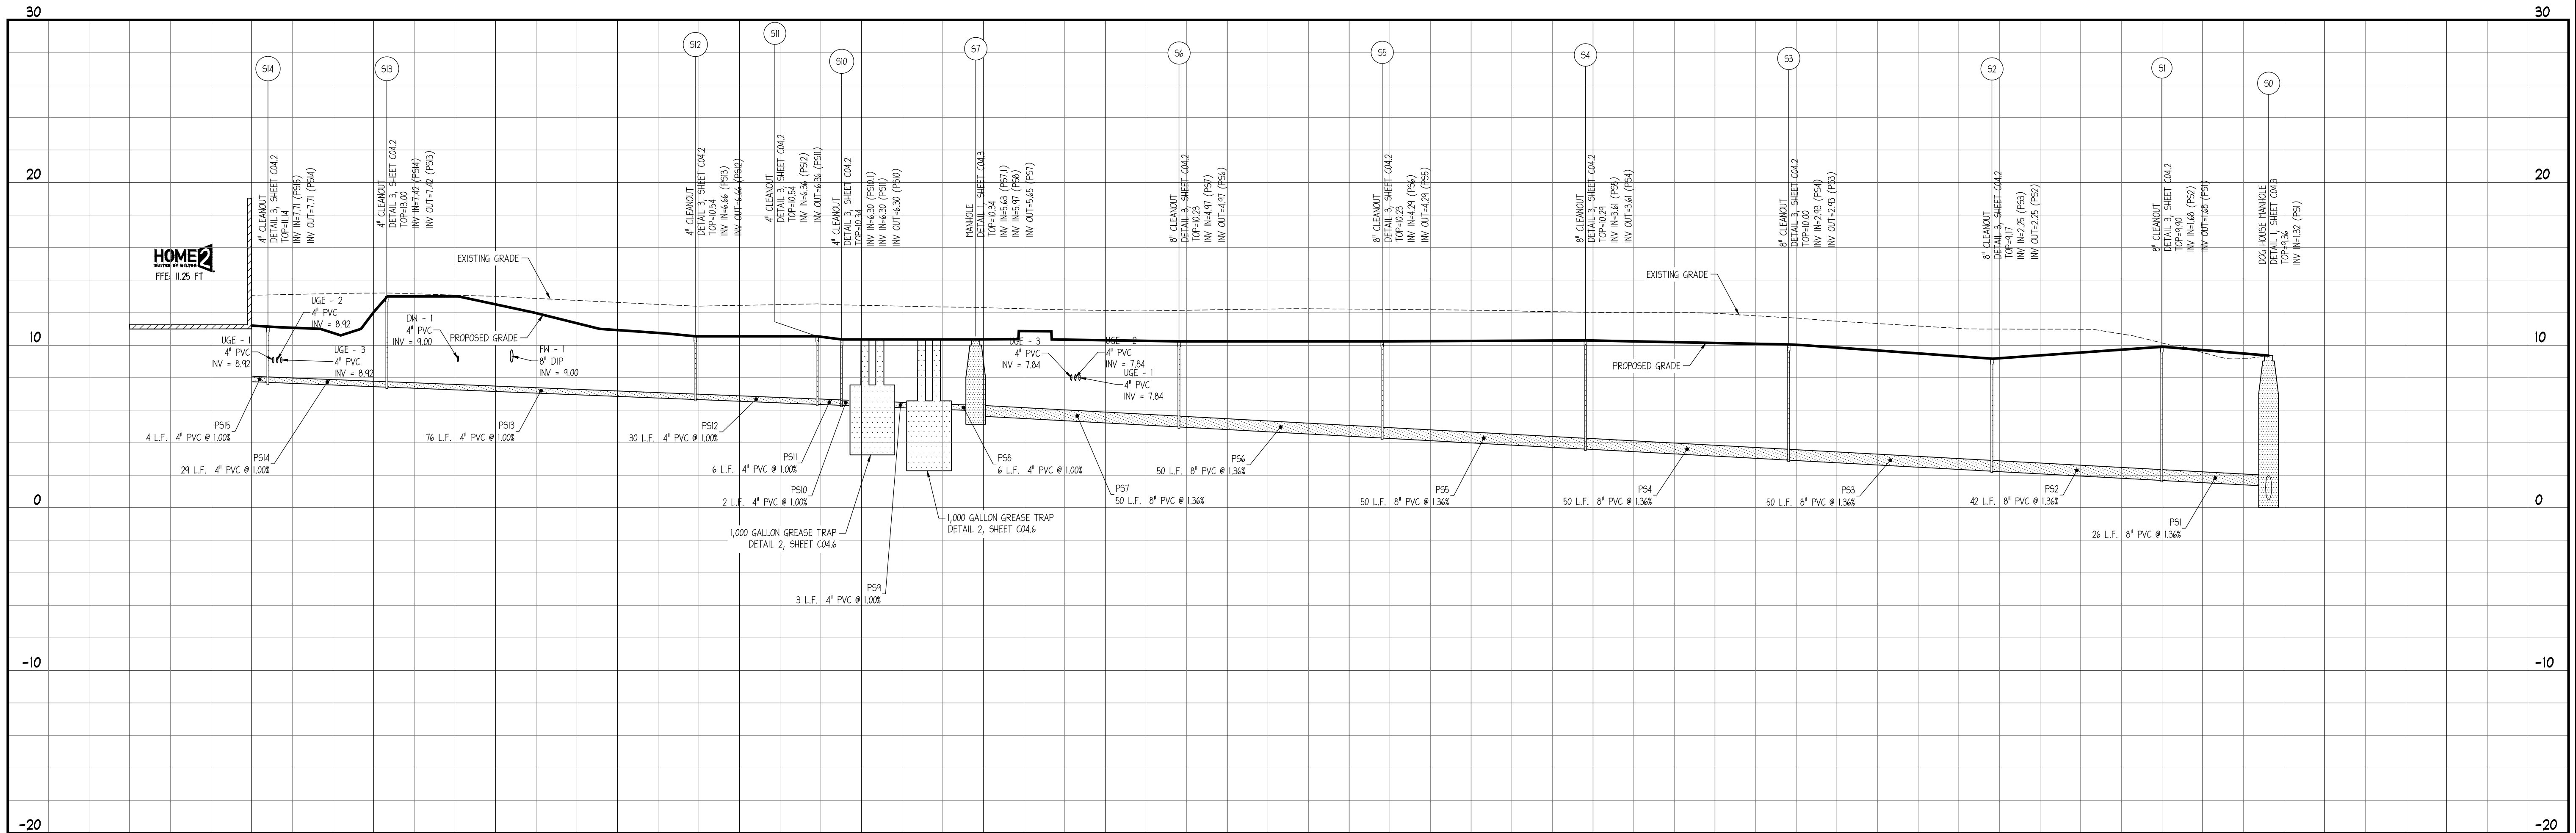 30
30
20
20
10
10
0
0
-10
-10
-20
-20
S14
4" CLEANOUT
DETAIL 3, SHEET C04.2
TOP=11.14
INV IN=7.71 (PS15)
INV OUT=7.71 (PS14)
S13
4" CLEANOUT
DETAIL 3, SHEET C04.2
TOP=13.00
INV IN=7.42 (PS14)
INV OUT=7.42 (PS13)
S12
4" CLEANOUT
DETAIL 3, SHEET C04.2
TOP=10.54
INV IN=6.66 (PS13)
INV OUT=6.66 (PS12)
S11
4" CLEANOUT
DETAIL 3, SHEET C04.2
TOP=10.54
INV IN=6.36 (PS12)
INV OUT=6.36 (PS11)
S10
4" CLEANOUT
DETAIL 3, SHEET C04.2
TOP=10.34
INV IN=6.30 (PS10.1)
INV IN=6.30 (PS11)
INV OUT=6.30 (PS10)
S7
MANHOLE
DETAIL 1, SHEET C04.3
TOP=10.34
INV IN=5.63 (PS7.1)
INV IN=5.97 (PS8)
INV OUT=5.65 (PS7)
S6
8" CLEANOUT
DETAIL 3, SHEET C04.2
TOP=10.23
INV IN=4.97 (PS7)
INV OUT=4.97 (PS6)
S5
8" CLEANOUT
DETAIL 3, SHEET C04.2
TOP=10.23
INV IN=4.29 (PS6)
INV OUT=4.29 (PS5)
S4
8" CLEANOUT
DETAIL 3, SHEET C04.2
TOP=10.29
INV IN=3.61 (PS5)
INV OUT=3.61 (PS4)
S3
8" CLEANOUT
DETAIL 3, SHEET C04.2
TOP=10.00
INV IN=2.93 (PS4)
INV OUT=2.93 (PS3)
S2
8" CLEANOUT
DETAIL 3, SHEET C04.2
TOP=9.17
INV IN=2.25 (PS3)
INV OUT=2.25 (PS2)
S1
8" CLEANOUT
DETAIL 3, SHEET C04.2
TOP=9.90
INV IN=1.68 (PS2)
INV OUT=1.68 (PS1)
S0
DOG HOUSE MANHOLE
DETAIL 1, SHEET C04.3
TOP=9.36
INV IN=1.32 (PS1)
HOME2
SUITES BY HILTON
FFE: 11.25 FT
EXISTING GRADE
EXISTING GRADE
PROPOSED GRADE
PROPOSED GRADE
UGE - 2
4" PVC
INV = 8.92
UGE - 1
4" PVC
INV = 8.92
UGE - 3
4" PVC
INV = 8.92
DW - 1
4" PVC
INV = 9.00
FW - 1
8" DIP
INV = 9.00
UGE - 3
4" PVC
INV = 7.84
UGE - 2
4" PVC
INV = 7.84
UGE - 1
4" PVC
INV = 7.84
PS15
4 L.F. 4" PVC @ 1.00%
PS14
29 L.F. 4" PVC @ 1.00%
PS13
76 L.F. 4" PVC @ 1.00%
PS12
30 L.F. 4" PVC @ 1.00%
PS11
6 L.F. 4" PVC @ 1.00%
PS10
2 L.F. 4" PVC @ 1.00%
1,000 GALLON GREASE TRAP
DETAIL 2, SHEET C04.6
PS9
3 L.F. 4" PVC @ 1.00%
1,000 GALLON GREASE TRAP
DETAIL 2, SHEET C04.6
PS8
6 L.F. 4" PVC @ 1.00%
PS7
50 L.F. 8" PVC @ 1.36%
PS6
50 L.F. 8" PVC @ 1.36%
PS5
50 L.F. 8" PVC @ 1.36%
PS4
50 L.F. 8" PVC @ 1.36%
PS3
50 L.F. 8" PVC @ 1.36%
PS2
42 L.F. 8" PVC @ 1.36%
PS1
26 L.F. 8" PVC @ 1.36%